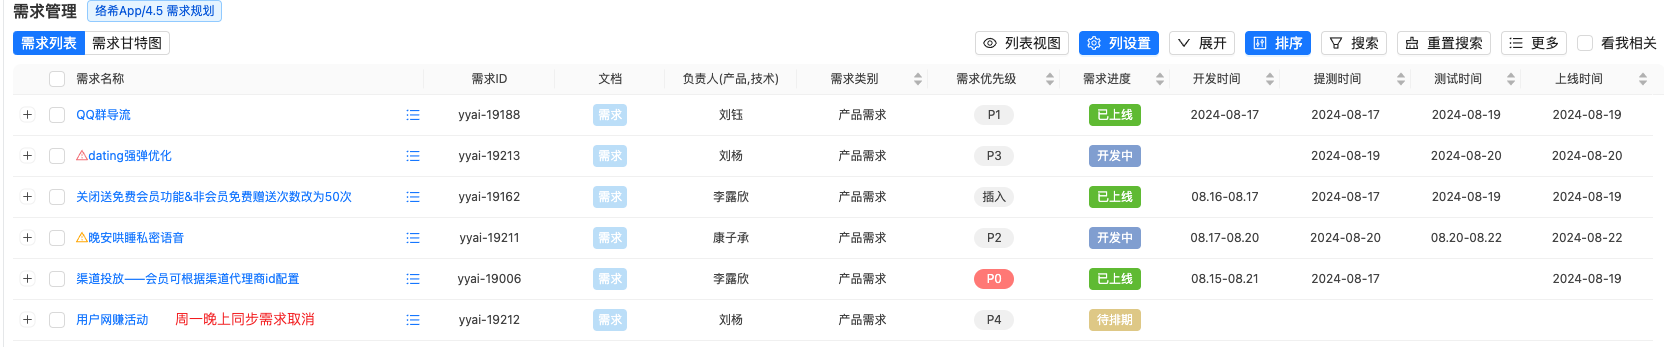 需求管理 络希App/4.5 需求规划
需求列表 需求甘特图 列表视图 列设置 展开 排序 搜索 重置搜索 更多 看我相关
需求名称 需求ID 文档 负责人(产品,技术) 需求类别 需求优先级 需求进度 开发时间 提测时间 测试时间 上线时间
QQ群导流 yyai-19188 需求 刘钰 产品需求 P1 已上线 2024-08-17 2024-08-17 2024-08-19 2024-08-19
dating强弹优化 yyai-19213 需求 刘杨 产品需求 P3 开发中 2024-08-19 2024-08-20 2024-08-20
关闭送免费会员功能&非会员免费赠送次数改为50次 yyai-19162 需求 李露欣 产品需求 插入 已上线 08.16-08.17 2024-08-17 2024-08-19 2024-08-19
晚安哄睡私密语音 yyai-19211 需求 康子承 产品需求 P2 开发中 08.17-08.20 2024-08-20 08.20-08.22 2024-08-22
渠道投放——会员可根据渠道代理商id配置 yyai-19006 需求 李露欣 产品需求 P0 已上线 08.15-08.21 2024-08-17 2024-08-19
用户网赚活动 周一晚上同步需求取消 yyai-19212 需求 刘杨 产品需求 P4 待排期